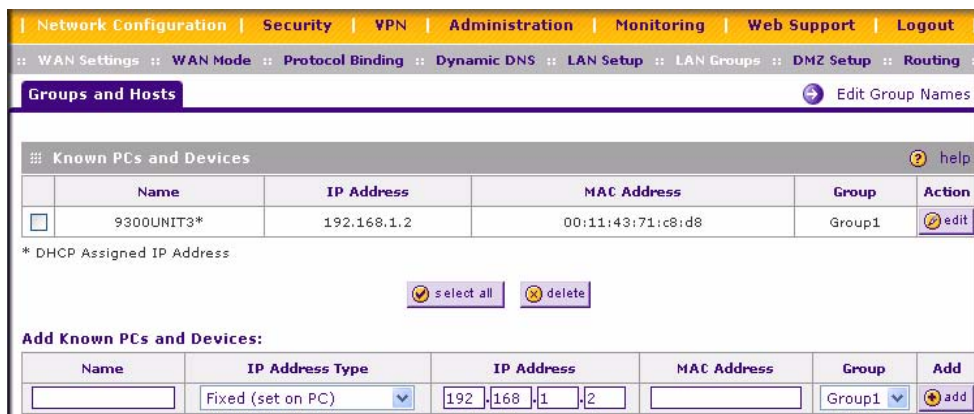 | Network Configuration | Security | VPN | Administration | Monitoring | Web Support | Logout
:: WAN Settings :: WAN Mode :: Protocol Binding :: Dynamic DNS :: LAN Setup :: LAN Groups :: DMZ Setup :: Routing :
Groups and Hosts Edit Group Names
Known PCs and Devices ? help
Name IP Address MAC Address Group Action
9300UNIT3* 192.168.1.2 00:11:43:71:c8:d8 Group1 edit
* DHCP Assigned IP Address
select all delete
Add Known PCs and Devices:
Name IP Address Type IP Address MAC Address Group Add
Fixed (set on PC) 192 .168 .1 .2 Group1 add